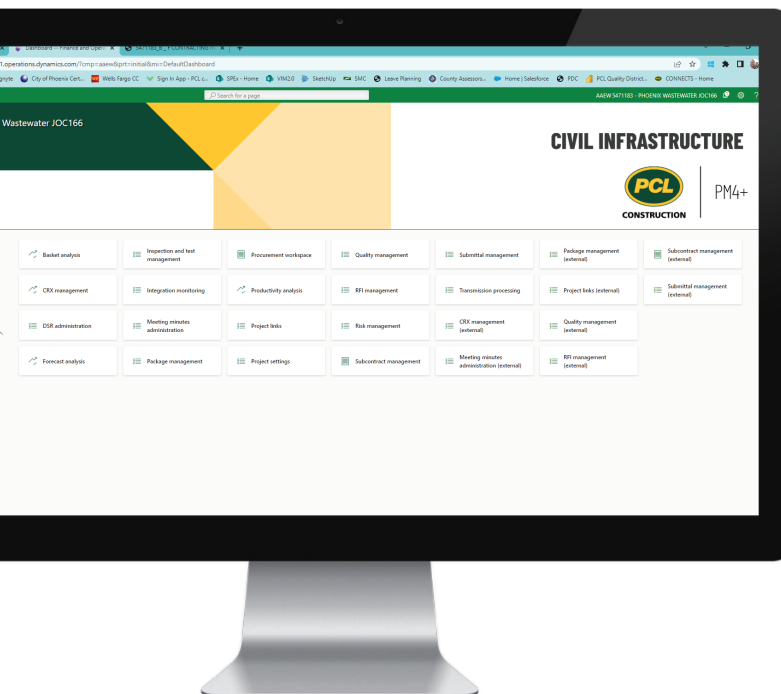 Dashboard -- Finance and Oper
1.operations.dynamics.com/?cmp=aaew&prt=initial&mi=DefaultDashboard
City of Phoenix Cert...
Wells Fargo CC
Sign In App - PCL c...
SPEx - Home
VIM2.0
SketchUp
SMC
Leave Planning
County Assessors...
Home | Salesforce
PDC
PCL Quality District...
CONNECTS - Home
Search for a page
AAEW:5471183 - PHOENIX WASTEWATER JOC166
?
Wastewater JOC166
CIVIL INFRASTRUCTURE
PCL
CONSTRUCTION
PM4+
Basket analysis
Inspection and test
management
Procurement workspace
Quality management
Submittal management
Package management
(external)
Subcontract management
(external)
CRX management
Integration monitoring
Productivity analysis
RFI management
Transmission processing
Project links (external)
Submittal management
(external)
DSR administration
Meeting minutes
administration
Project links
Risk management
CRX management
(external)
Quality management
(external)
Forecast analysis
Package management
Project settings
Subcontract management
Meeting minutes
administration (external)
RFI management
(external)